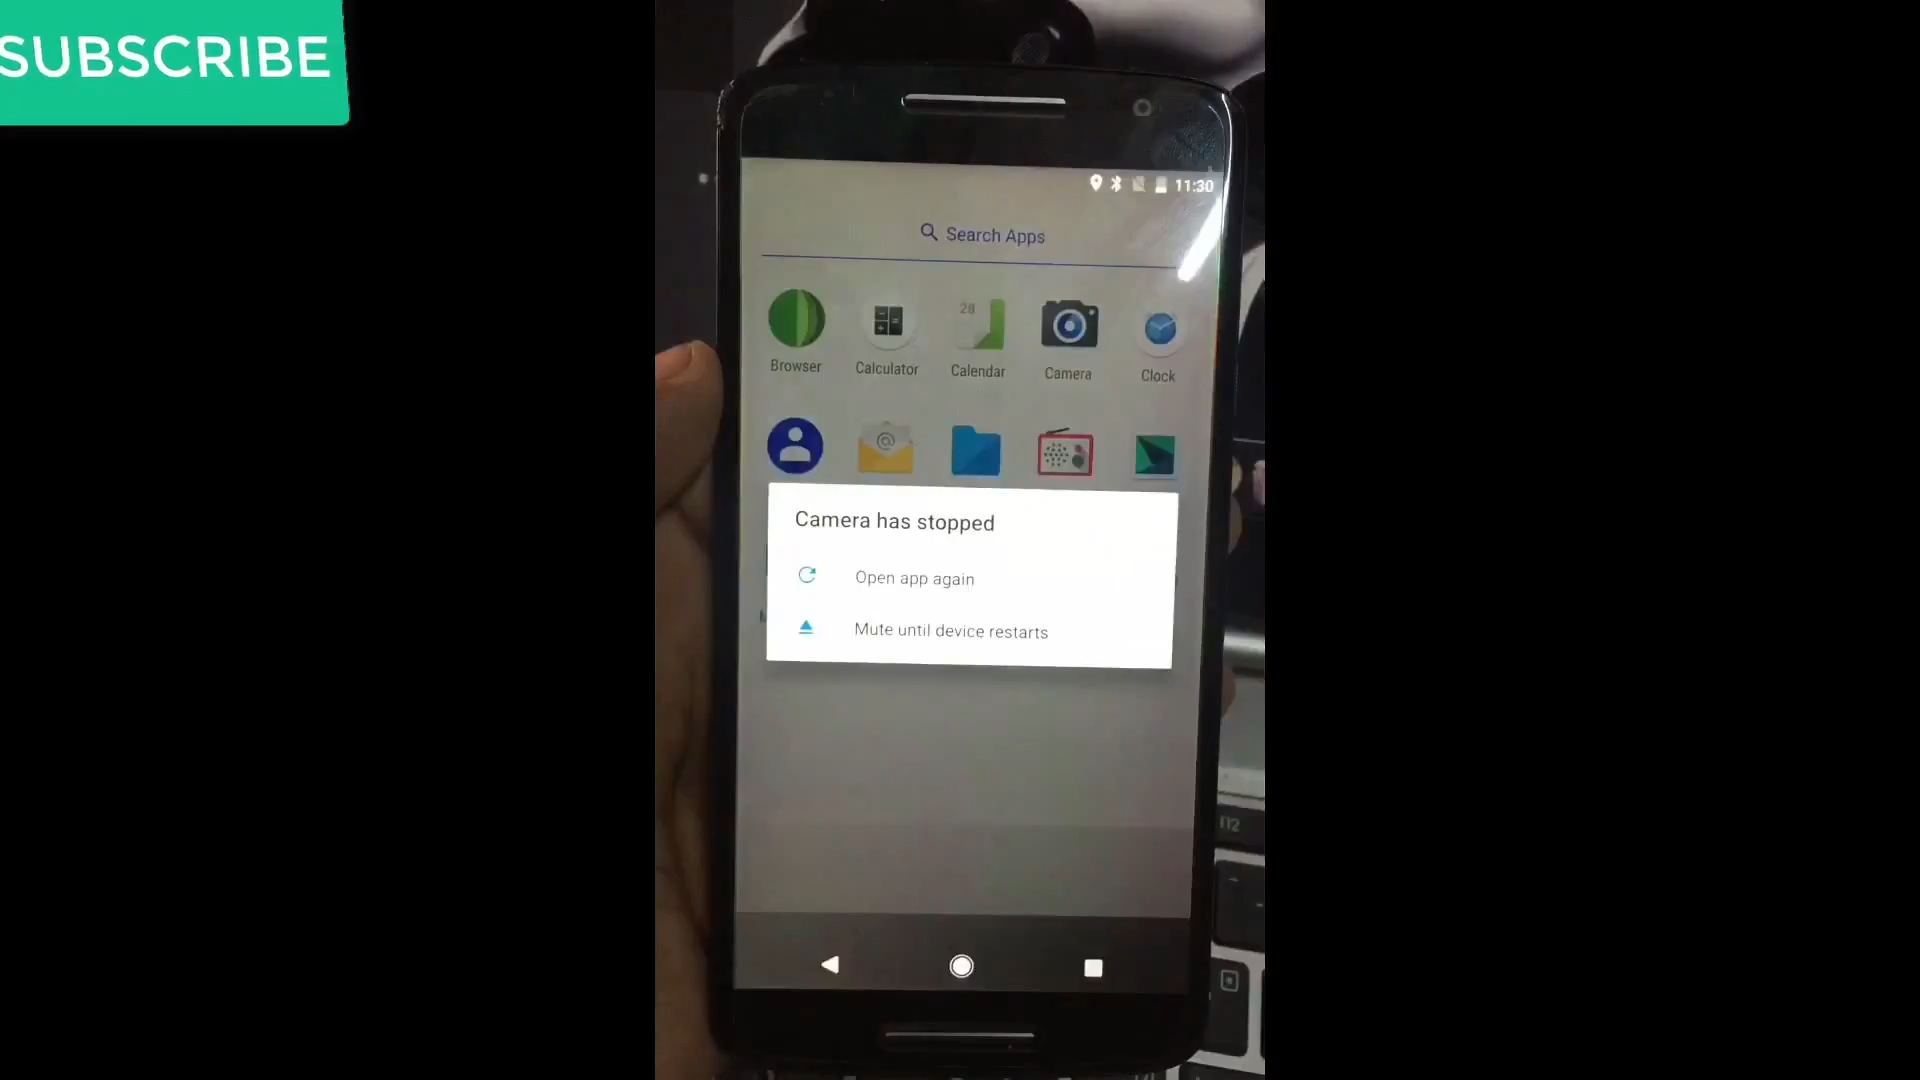 SUBSCRIBE
11:30
Search Apps
28
Browser
Calculator
Calendar
Camera
Clock
@
Camera has stopped
Open app again
Mute until device restarts